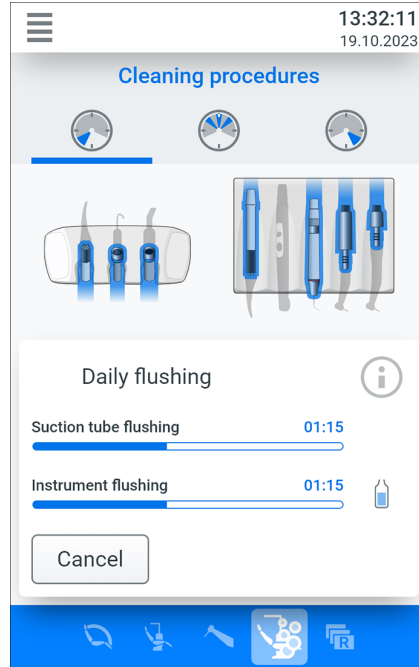 13:32:11
19.10.2023
Cleaning procedures
Daily flushing
Suction tube flushing 01:15
Instrument flushing 01:15
Cancel
R